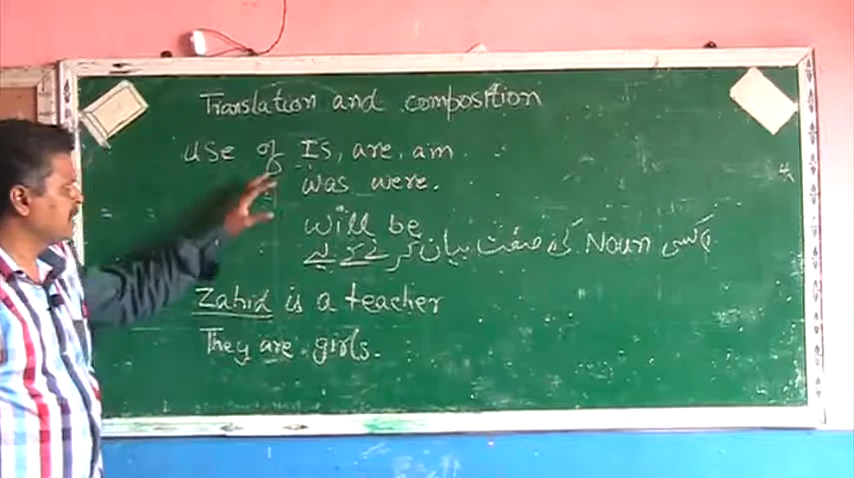 Translation and composition
use of Is, are, am
was were.
will be
کسی Noun کی صفت بیان کرنے کے لیے
Zahid is a teacher
They are girls.